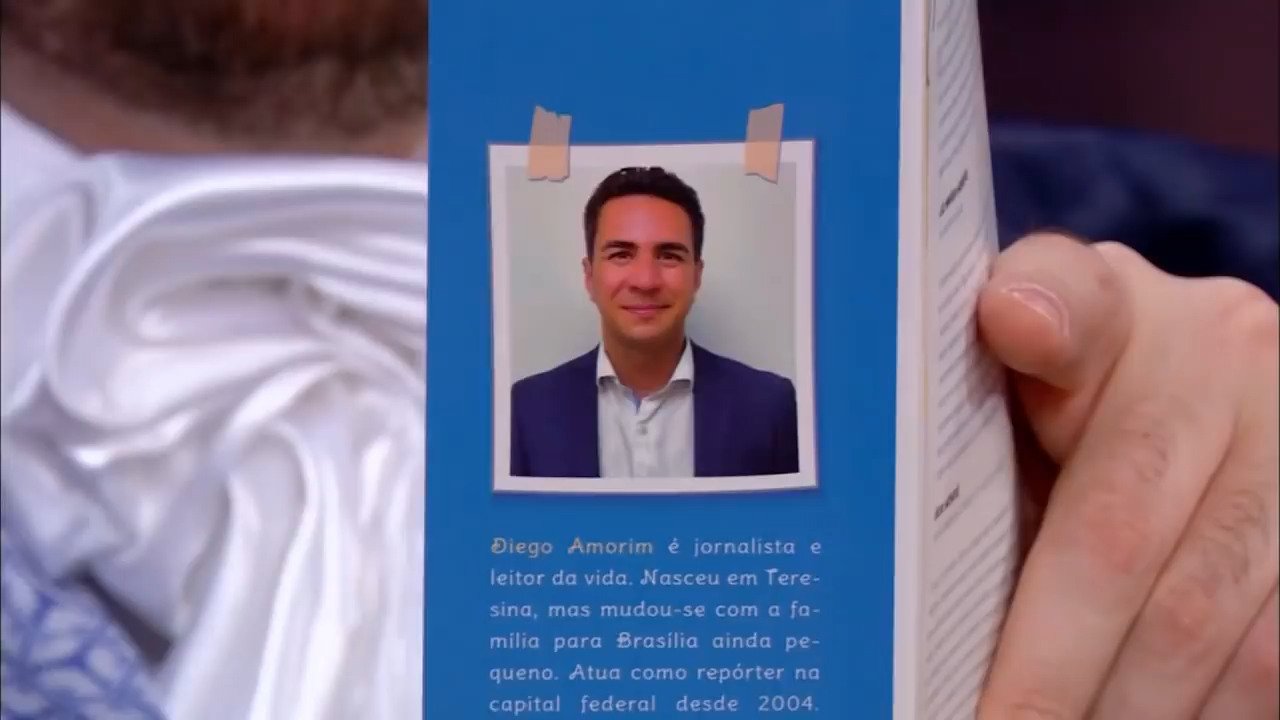 Diego Amorim é jornalista e
leitor da vida. Nasceu em Tere-
sina, mas mudou-se com a fa-
mília para Brasília ainda pe-
queno. Atua como repórter na
capital federal desde 2004.